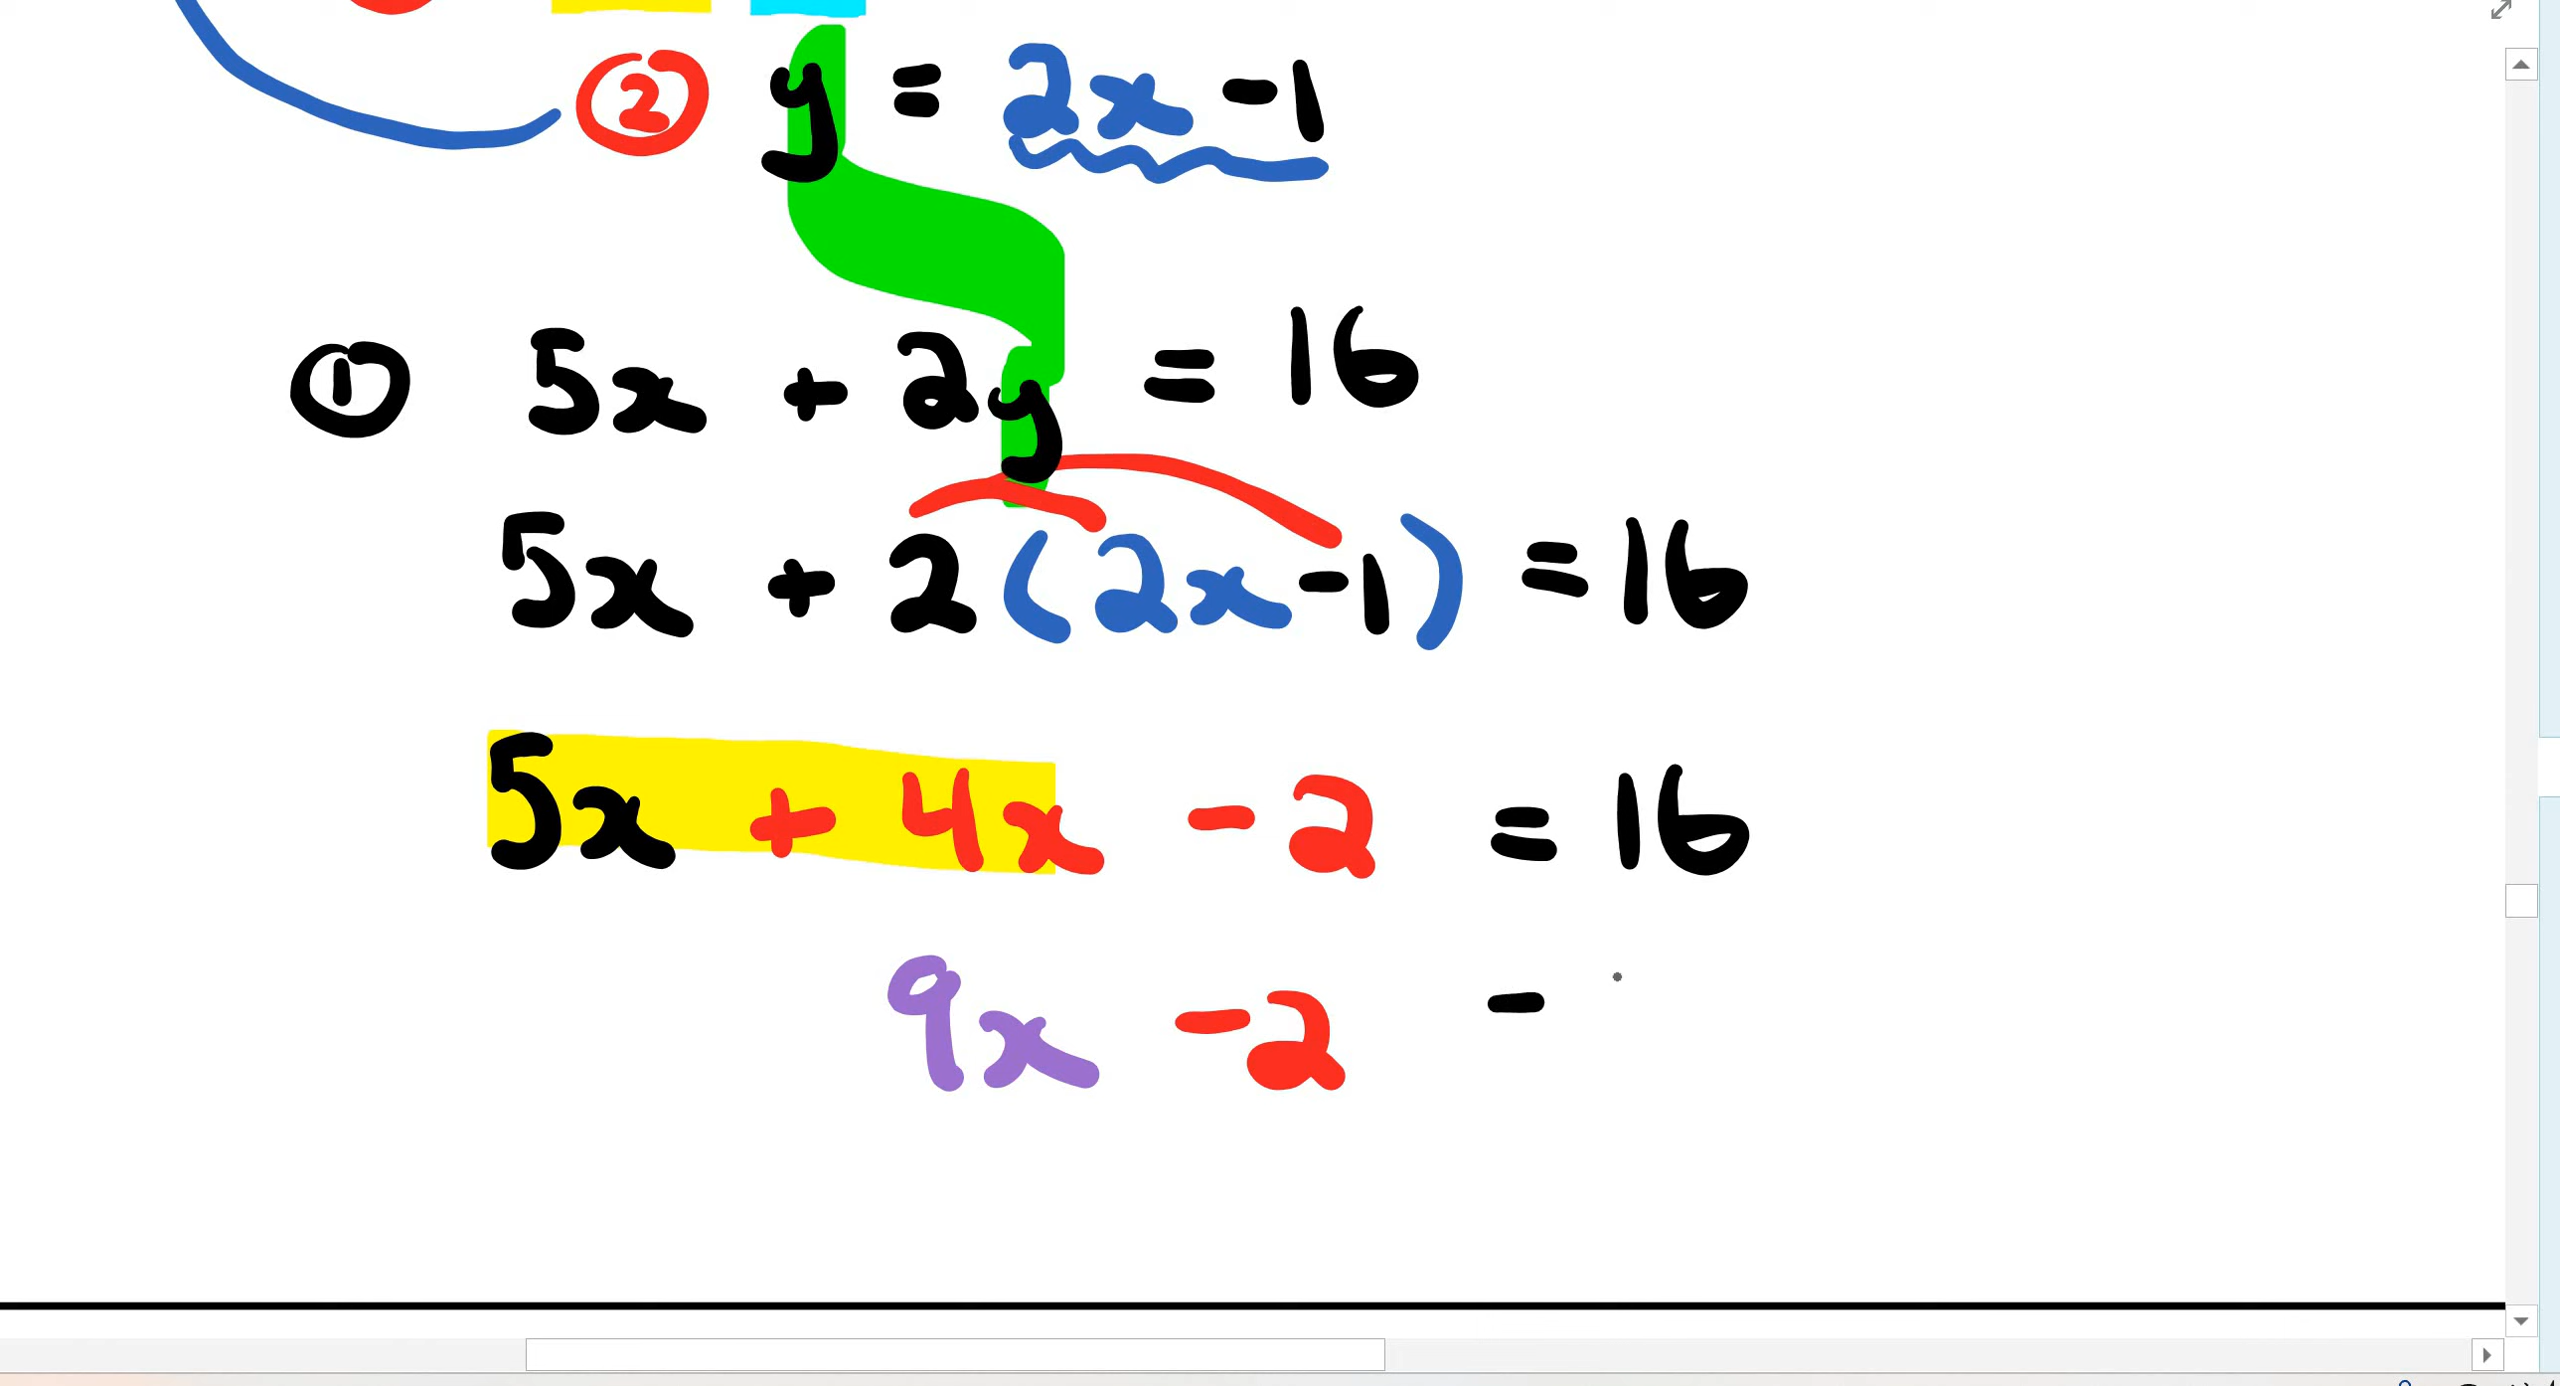 ② y = 2x - 1
① 5x + 2y = 16
5x + 2(2x - 1) = 16
5x + 4x - 2 = 16
9x - 2 -